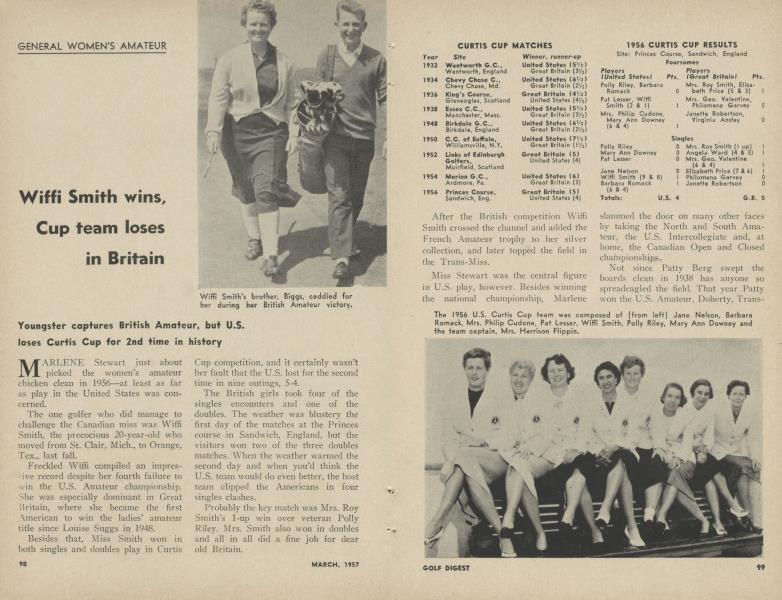 GENERAL WOMEN'S AMATEUR
Wiffi Smith wins,
Cup team loses
in Britain
Wiffi Smith's brother, Biggs, caddied for
her during her British Amateur victory.
Youngster captures British Amateur, but U.S.
loses Curtis Cup for 2nd time in history
MARLENE Stewart just about
picked the women's amateur
chicken clean in 1956—at least as far
as play in the United States was con-
cerned.
The one golfer who did manage to
challenge the Canadian miss was Wiffi
Smith, the precocious 20-year-old who
moved from St. Clair, Mich., to Orange,
Tex., last fall.
Freckled Wiffi compiled an impres-
sive record despite her fourth failure to
win the U.S. Amateur championship.
She was especially dominant in Great
Britain, where she became the first
American to win the ladies' amateur
title since Louise Suggs in 1948.
Besides that, Miss Smith won in
both singles and doubles play in Curtis
Cup competition, and it certainly wasn't
her fault that the U.S. lost for the second
time in nine outings, 5-4.
The British girls took four of the
singles encounters and one of the
doubles. The weather was blustery the
first day of the matches at the Princes
course in Sandwich, England, but the
visitors won two of the three doubles
matches. When the weather warmed the
second day and when you'd think the
U.S. team would do even better, the host
team clipped the Americans in four
singles clashes.
Probably the key match was Mrs. Roy
Smith's 1-up win over veteran Polly
Riley. Mrs. Smith also won in doubles
and all in all did a fine job for dear
old Britain.
98
MARCH, 1957
CURTIS CUP MATCHES
Year Site Winner, runner-up
1932 Wentworth G.C., United States (5½)
Wentworth, England Great Britain (3½)
1934 Chevy Chase C., United States (6½)
Chevy Chase, Md. Great Britain (2½)
1936 King's Course, Great Britain (4½)
Gleneagles, Scotland United States (4½)
1938 Essex C.C., United States (5½)
Manchester, Mass. Great Britain (3½)
1948 Birkdale G.C., United States (6½)
Birkdale, England Great Britain (2½)
1950 C.C. of Buffalo, United States (7½)
Williamsville, N.Y. Great Britain (1½)
1952 Links of Edinburgh Great Britain (5)
Golfers, United States (4)
Muirfield, Scotland
1954 Merion G.C., United States (6)
Ardmore, Pa. Great Britain (3)
1956 Princes Course, Great Britain (5)
Sandwich, Eng. United States (4)
1956 CURTIS CUP RESULTS
Site: Princes Course, Sandwich, England
Foursomes
Players Players
(United States) Pts. (Great Britain) Pts.
Polly Riley, Barbara Mrs. Roy Smith, Eliza-
Romack 0 beth Price (5 & 3) 1
Pat Lesser, Wiffi Mrs. Geo. Valentine,
Smith (2 & 1) 1 Philomena Garvey 0
Mrs. Philip Cudone, Janette Robertson,
Mary Ann Downey Virginia Anstey 0
(6 & 4) 1
Singles
Polly Riley 0 Mrs. Roy Smith (1 up) 1
Mary Ann Downey 0 Angela Ward (4 & 3) 1
Pat Lesser 0 Mrs. Geo. Valentine
(6 & 4) 1
Jane Nelson 0 Elizabeth Price (7 & 6) 1
Wiffi Smith (9 & 8) 1 Philomena Garvey 0
Barbara Romack 1 Janette Robertson 0
(6 & 4)
Totals: U.S. 4 G.B. 5
After the British competition Wiffi
Smith crossed the channel and added the
French Amateur trophy to her silver
collection, and later topped the field in
the Trans-Miss.
Miss Stewart was the central figure
in U.S. play, however. Besides winning
the national championship, Marlene
slammed the door on many other faces
by taking the North and South Ama-
teur, the U.S. Intercollegiate and, at
home, the Canadian Open and Closed
championships.
Not since Patty Berg swept the
boards clean in 1938 has anyone so
spreadeagled the field. That year Patty
won the U.S. Amateur, Doherty, Trans-
The 1956 U.S. Curtis Cup team was composed of (from left) Jane Nelson, Barbara
Romack, Mrs. Philip Cudone, Pat Lesser, Wiffi Smith, Polly Riley, Mary Ann Downey and
the team captain, Mrs. Harrison Flippin.
GOLF DIGEST
99